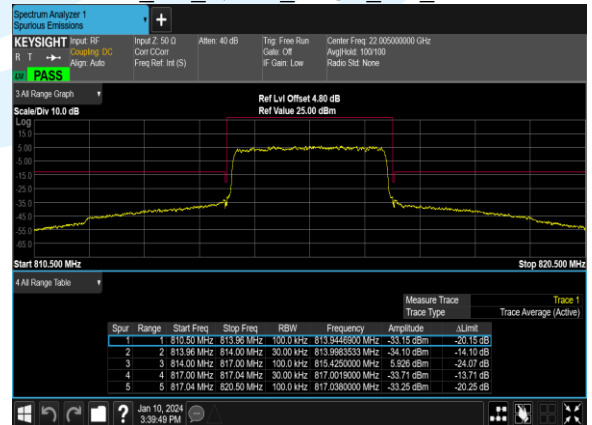 Spectrum Analyzer 1
Spurious Emissions
+
KEYSIGHT Input: RF Input Z: 50 Ω Atten: 40 dB Trig: Free Run Center Freq: 22.005000000 GHz
R T Coupling: DC Corr CCorr Gate: Off Avg|Hold: 100/100
Align: Auto Freq Ref: Int (S) IF Gain: Low Radio Std: None
LV PASS
3 All Range Graph
Ref Lvl Offset 4.80 dB
Scale/Div 10.0 dB Ref Value 25.00 dBm
Log
15.0
5.00
-5.00
-15.0
-25.0
-35.0
-45.0
-55.0
-65.0
Start 810.500 MHz Stop 820.500 MHz
4 All Range Table
Measure Trace Trace 1
Trace Type Trace Average (Active)
Spur Range Start Freq Stop Freq RBW Frequency Amplitude ΔLimit
1 1 810.50 MHz 813.96 MHz 100.0 kHz 813.9446900 MHz -33.15 dBm -20.15 dB
2 2 813.96 MHz 814.00 MHz 30.00 kHz 813.9983533 MHz -34.10 dBm -14.10 dB
3 3 814.00 MHz 817.00 MHz 100.0 kHz 815.4250000 MHz 5.926 dBm -24.07 dB
4 4 817.00 MHz 817.04 MHz 30.00 kHz 817.0019000 MHz -33.71 dBm -13.71 dB
5 5 817.04 MHz 820.50 MHz 100.0 kHz 817.0380000 MHz -33.25 dBm -20.25 dB
? Jan 10, 2024
3:39:49 PM